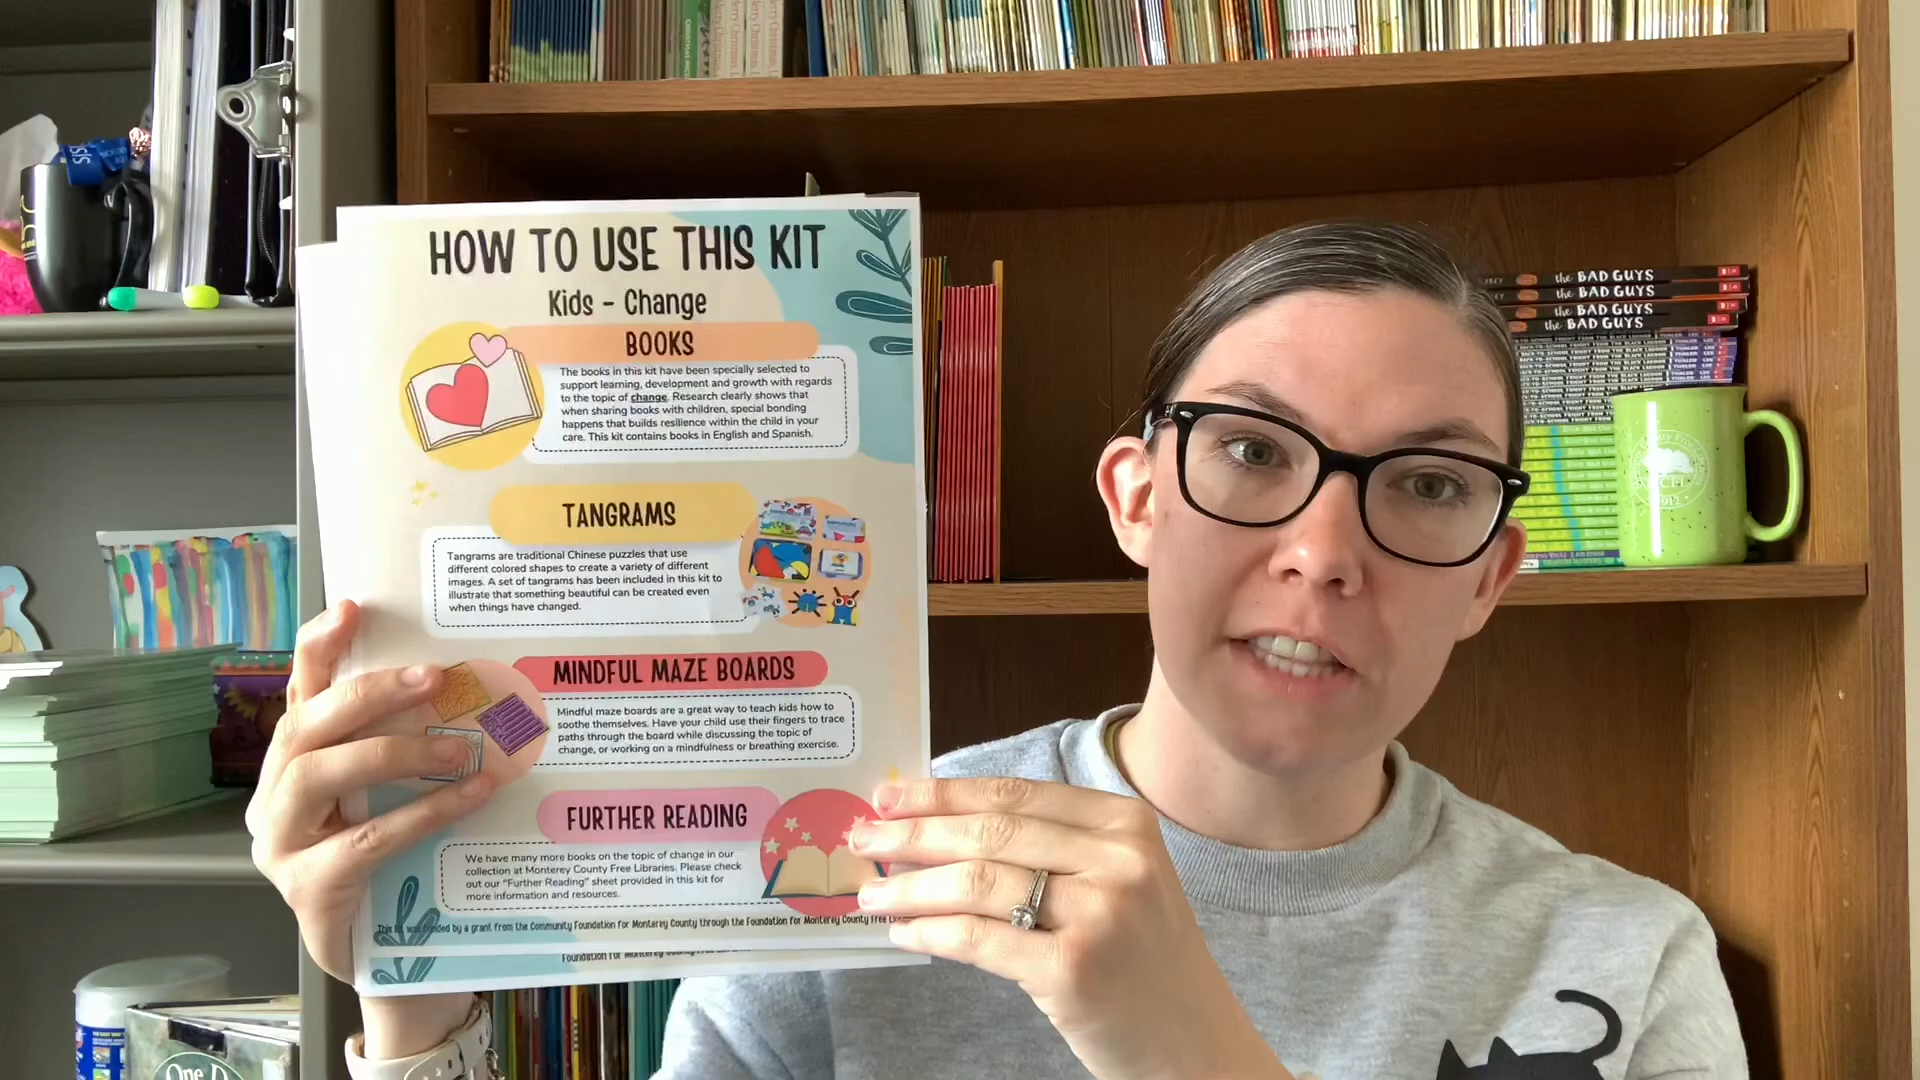 HOW TO USE THIS KIT
Kids - Change
BOOKS
The books in this kit have been specially selected to
support learning, development and growth with regards
to the topic of change. Research clearly shows that
when sharing books with children, special bonding
happens that builds resilience within the child in your
care. This kit contains books in English and Spanish.
TANGRAMS
Tangrams are traditional Chinese puzzles that use
different colored shapes to create a variety of different
images. A set of tangrams has been included in this kit to
illustrate that something beautiful can be created even
when things have changed.
MINDFUL MAZE BOARDS
Mindful maze boards are a great way to teach kids how to
soothe themselves. Have your child use their fingers to trace
paths through the board while discussing the topic of
change, or working on a mindfulness or breathing exercise.
FURTHER READING
We have many more books on the topic of change in our
collection at Monterey County Free Libraries. Please check
out our "Further Reading" sheet provided in this kit for
more information and resources.
This kit was funded by a grant from the Community Foundation for Monterey County through the Foundation for Monterey County Free
Foundation for Monterey County
the BAD GUYS
the BAD GUYS
the BAD GUYS
the BAD GUYS
1912